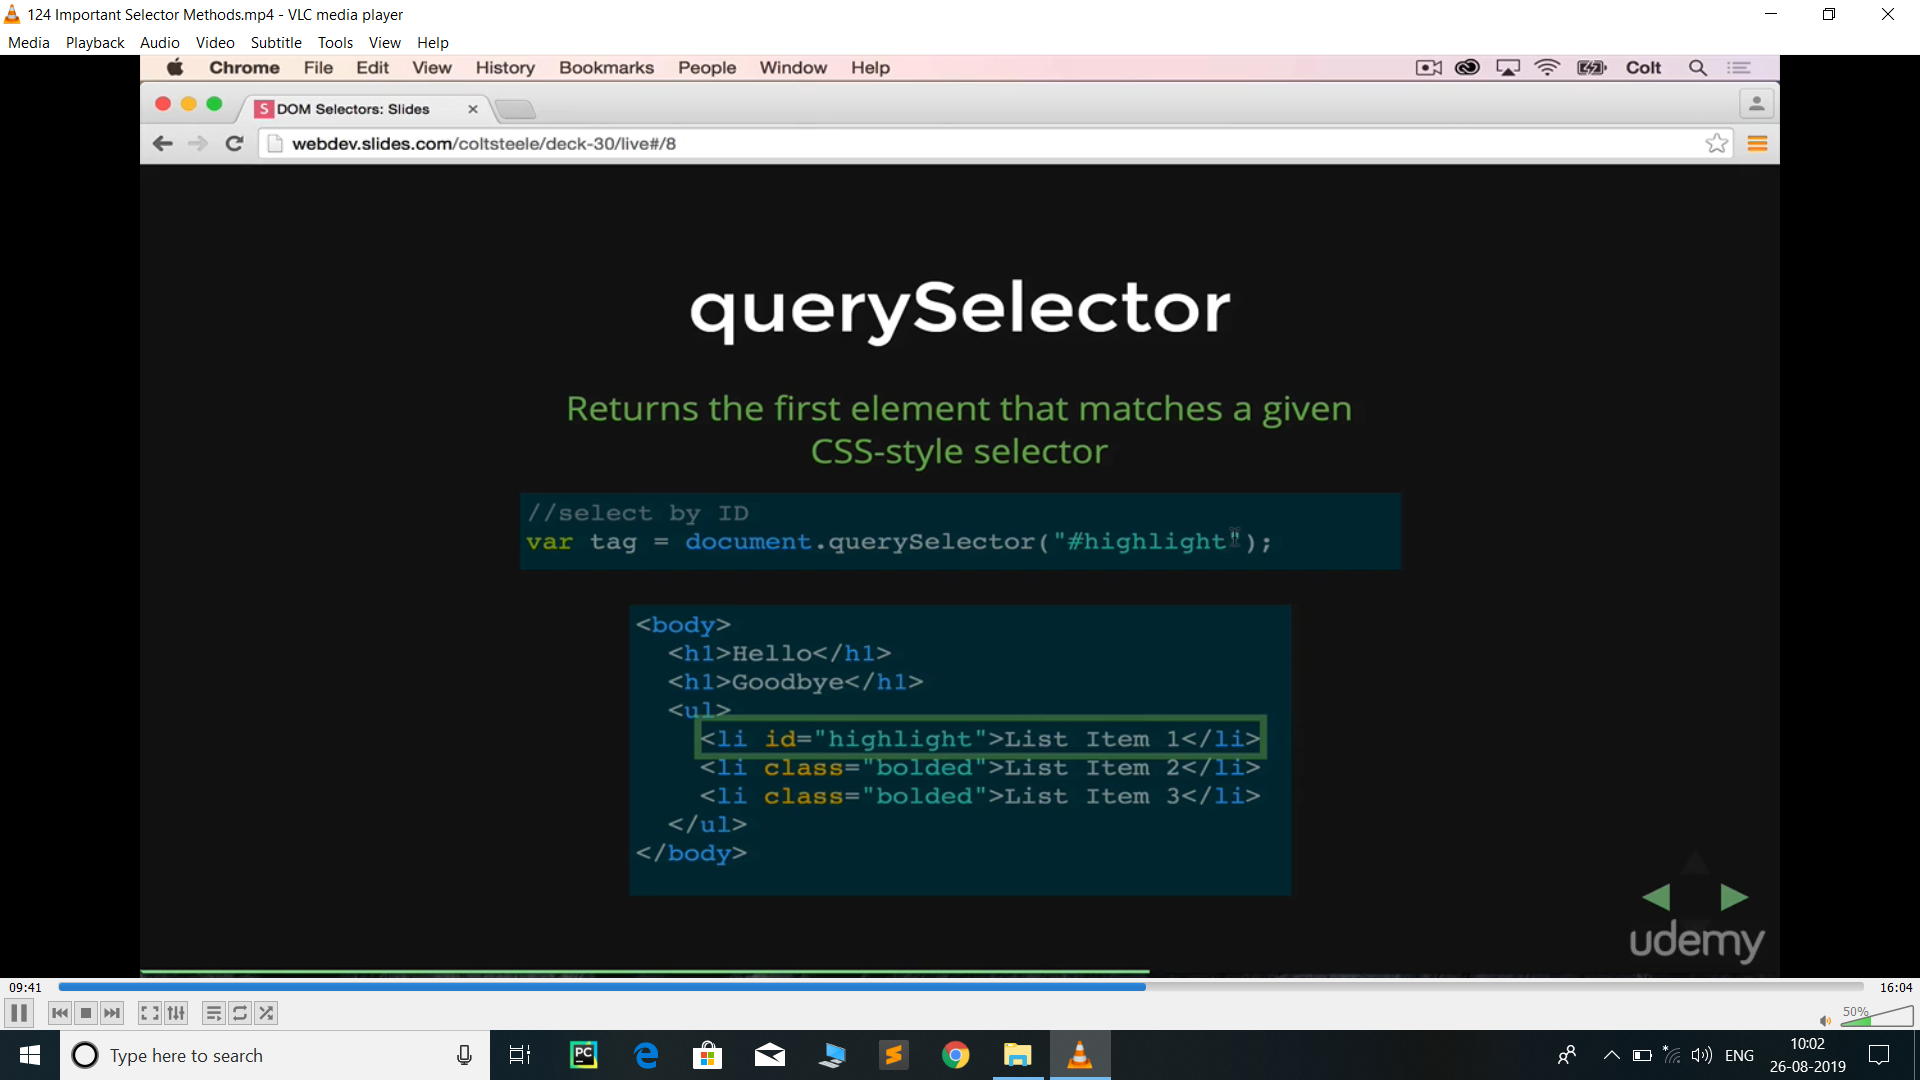 124 Important Selector Methods.mp4 - VLC media player
Media Playback Audio Video Subtitle Tools View Help
Chrome File Edit View History Bookmarks People Window Help Colt
S DOM Selectors: Slides
webdev.slides.com/coltsteele/deck-30/live#/8
querySelector
Returns the first element that matches a given
CSS-style selector
//select by ID
var tag = document.querySelector("#highlight");
<body>
<h1>Hello</h1>
<h1>Goodbye</h1>
<ul>
<li id="highlight">List Item 1</li>
<li class="bolded">List Item 2</li>
<li class="bolded">List Item 3</li>
</ul>
</body>
udemy
09:41 16:04
50%
Type here to search PC ENG 10:02
26-08-2019